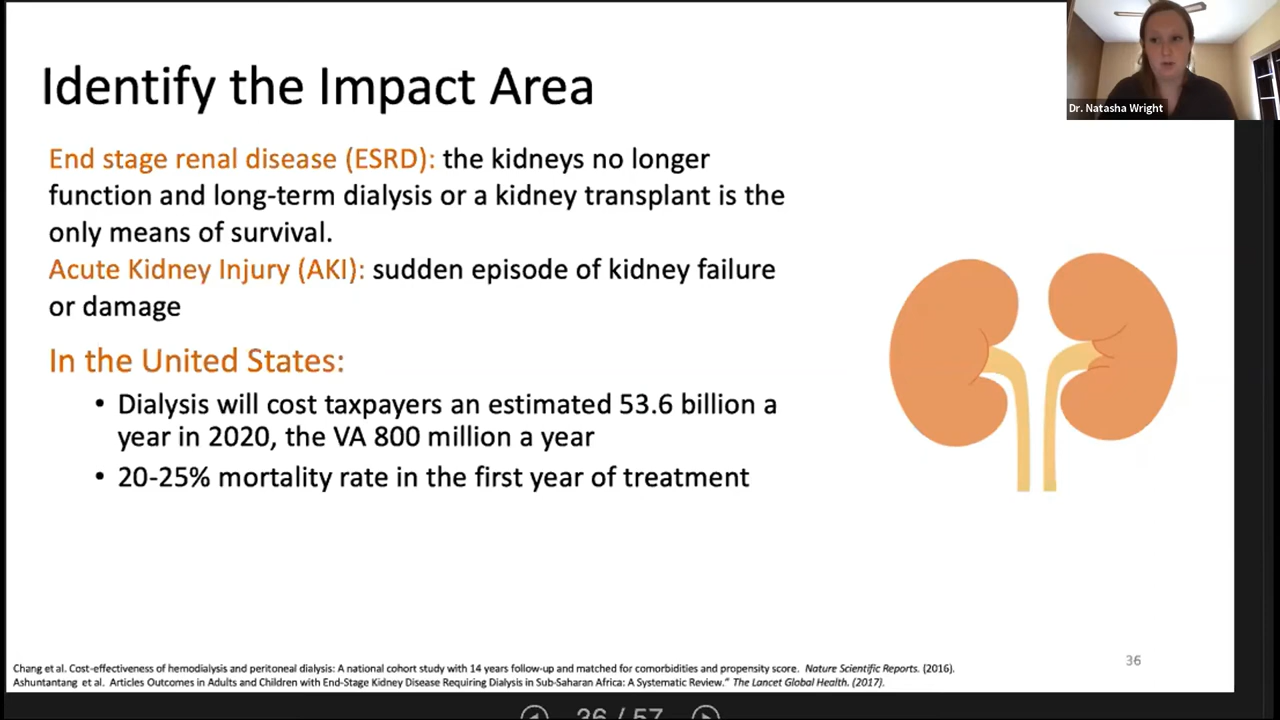 Identify the Impact Area
Dr. Natasha Wright
End stage renal disease (ESRD): the kidneys no longer
function and long-term dialysis or a kidney transplant is the
only means of survival.
Acute Kidney Injury (AKI): sudden episode of kidney failure
or damage
In the United States:
• Dialysis will cost taxpayers an estimated 53.6 billion a
year in 2020, the VA 800 million a year
• 20-25% mortality rate in the first year of treatment
36
Chang et al. Cost-effectiveness of hemodialysis and peritoneal dialysis: A national cohort study with 14 years follow-up and matched for comorbidities and propensity score. Nature Scientific Reports. (2016).
Ashuntantang et al. Articles Outcomes in Adults and Children with End-Stage Kidney Disease Requiring Dialysis in Sub-Saharan Africa: A Systematic Review." The Lancet Global Health. (2017).
36 / 57